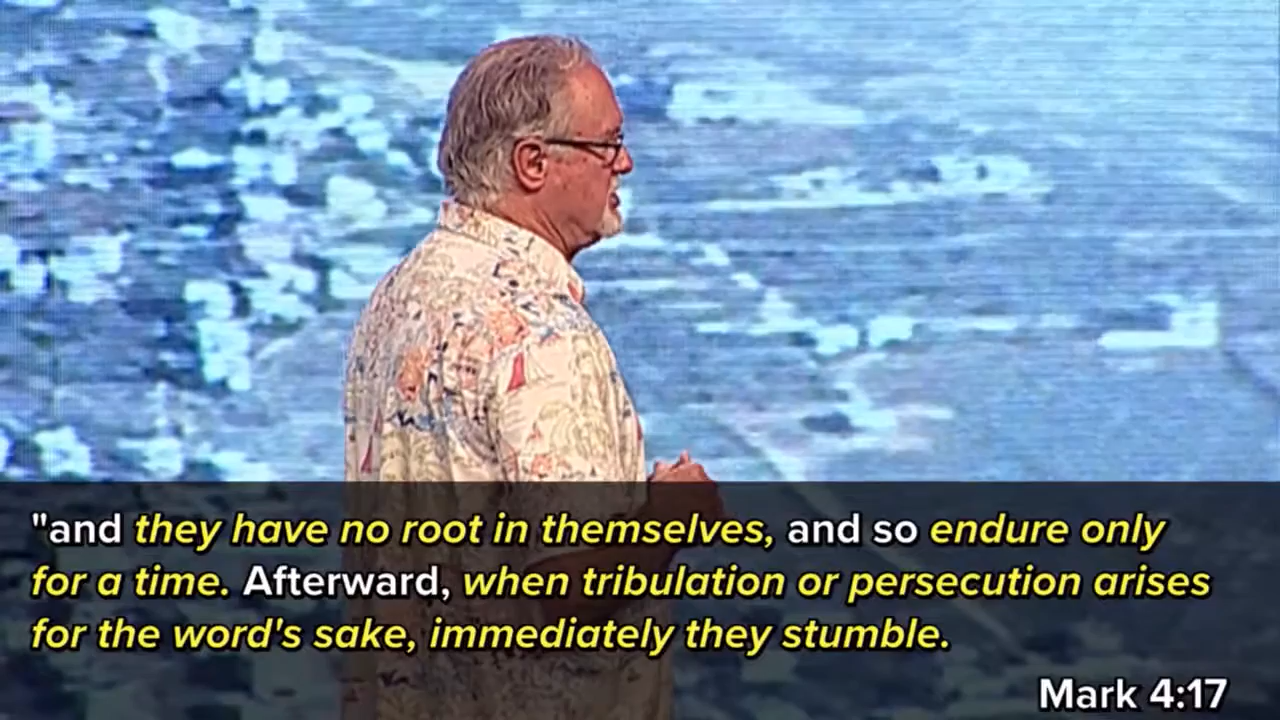 "and they have no root in themselves, and so endure only
for a time. Afterward, when tribulation or persecution arises
for the word's sake, immediately they stumble.
Mark 4:17